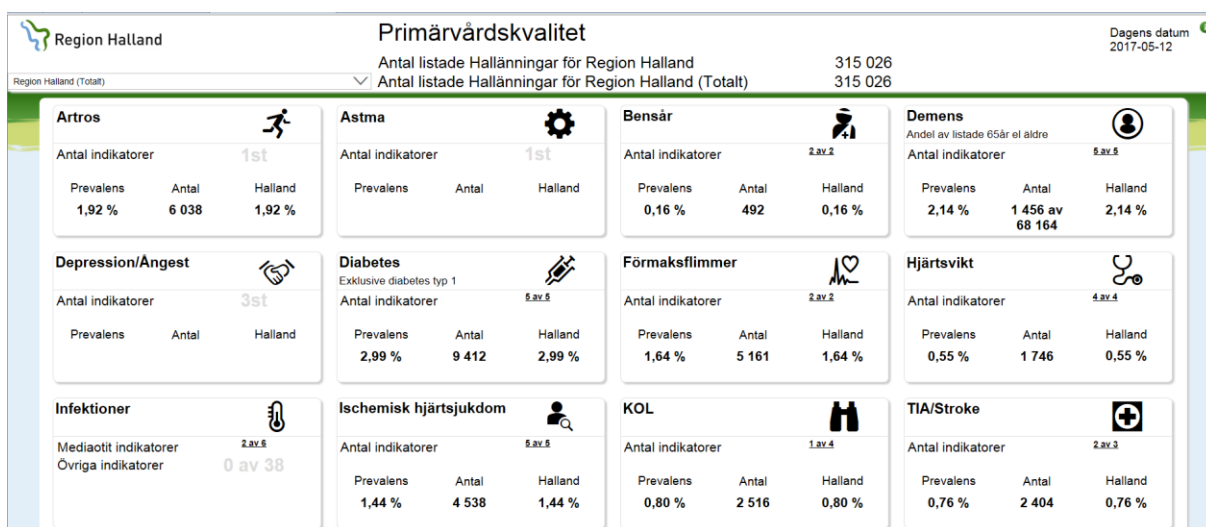 Region Halland
Primärvårdskvalitet
Dagens datum
2017-05-12
Antal listade Hallänningar för Region Halland 315 026
Region Halland (Totalt)
Antal listade Hallänningar för Region Halland (Totalt) 315 026
Artros
Antal indikatorer 1st
Prevalens Antal Halland
1,92 % 6 038 1,92 %
Astma
Antal indikatorer 1st
Prevalens Antal Halland
Bensår
Antal indikatorer 2 av 2
Prevalens Antal Halland
0,16 % 492 0,16 %
Demens
Andel av listade 65år el äldre
Antal indikatorer 5 av 5
Prevalens Antal Halland
2,14 % 1 456 av 2,14 %
68 164
Depression/Ångest
Antal indikatorer 3st
Prevalens Antal Halland
Diabetes
Exklusive diabetes typ 1
Antal indikatorer 5 av 5
Prevalens Antal Halland
2,99 % 9 412 2,99 %
Förmaksflimmer
Antal indikatorer 2 av 2
Prevalens Antal Halland
1,64 % 5 161 1,64 %
Hjärtsvikt
Antal indikatorer 4 av 4
Prevalens Antal Halland
0,55 % 1 746 0,55 %
Infektioner
Mediaotit indikatorer 2 av 6
Övriga indikatorer 0 av 38
Ischemisk hjärtsjukdom
Antal indikatorer 5 av 5
Prevalens Antal Halland
1,44 % 4 538 1,44 %
KOL
Antal indikatorer 1 av 4
Prevalens Antal Halland
0,80 % 2 516 0,80 %
TIA/Stroke
Antal indikatorer 2 av 3
Prevalens Antal Halland
0,76 % 2 404 0,76 %